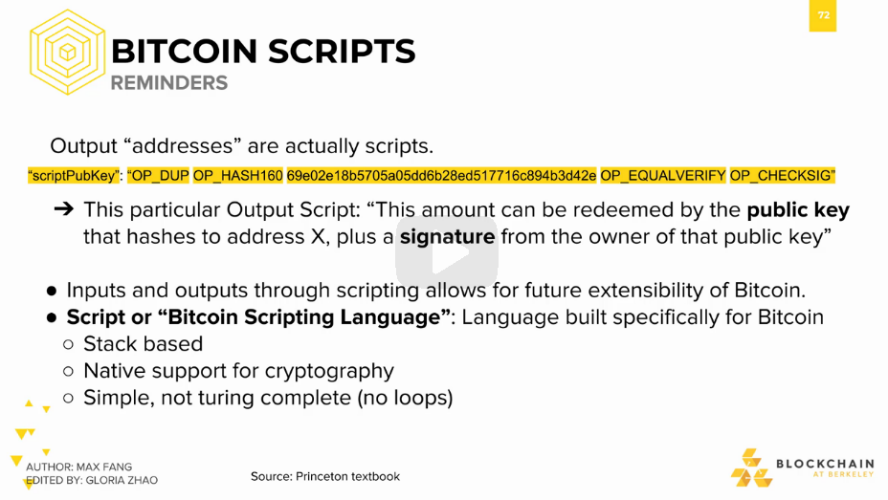 72
BITCOIN SCRIPTS
REMINDERS
Output “addresses” are actually scripts.
“scriptPubKey”: “OP_DUP OP_HASH160 69e02e18b5705a05dd6b28ed517716c894b3d42e OP_EQUALVERIFY OP_CHECKSIG”
➔ This particular Output Script: “This amount can be redeemed by the public key
that hashes to address X, plus a signature from the owner of that public key”
● Inputs and outputs through scripting allows for future extensibility of Bitcoin.
● Script or “Bitcoin Scripting Language”: Language built specifically for Bitcoin
○ Stack based
○ Native support for cryptography
○ Simple, not turing complete (no loops)
AUTHOR: MAX FANG
EDITED BY: GLORIA ZHAO
Source: Princeton textbook
BLOCKCHAIN
AT BERKELEY